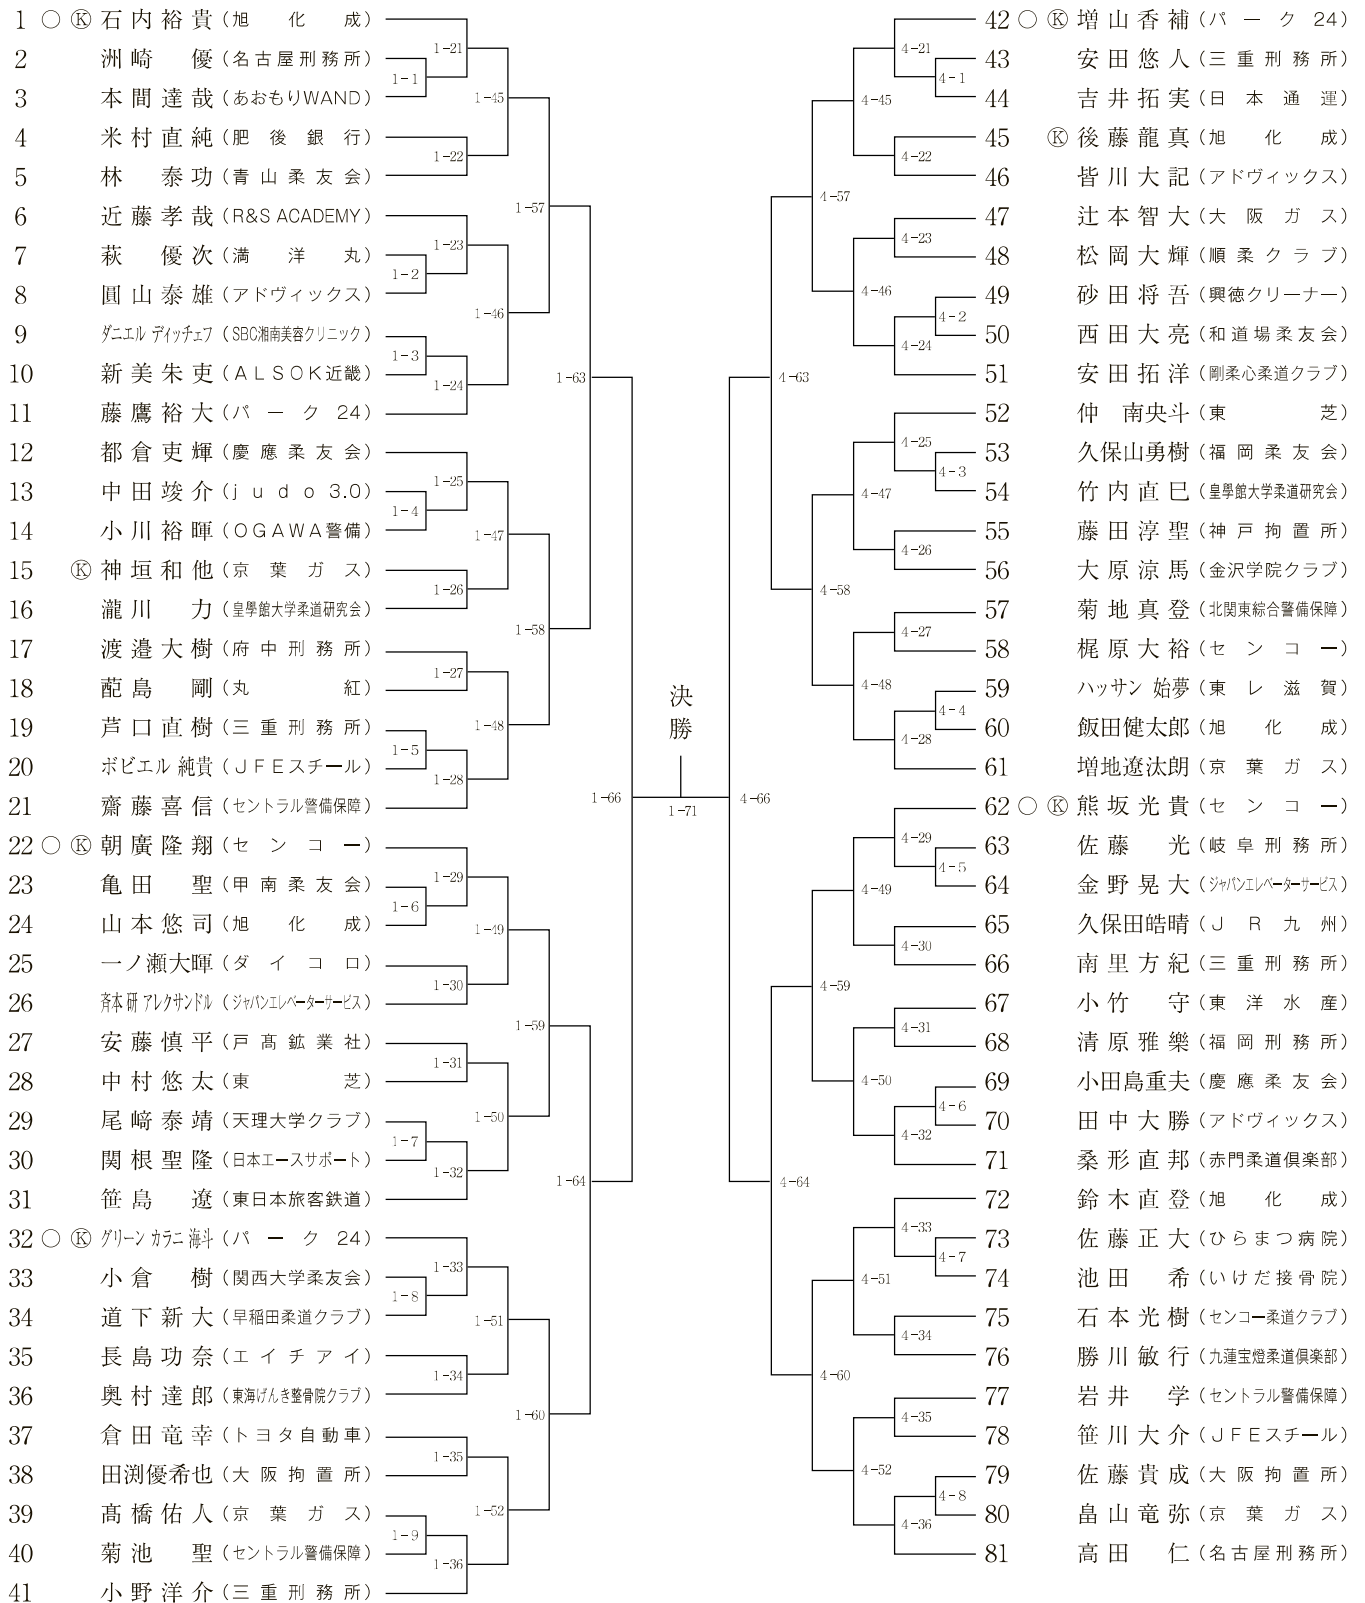 1 ○ Ⓚ 石内裕貴（旭化成）
2 洲崎優（名古屋刑務所）
3 本間達哉（あおもりWAND）
4 米村直純（肥後銀行）
5 林泰功（青山柔友会）
6 近藤孝哉（R&S ACADEMY）
7 萩優次（満洋丸）
8 圓山泰雄（アドヴィックス）
9 ダニエル ディッチェフ（SBC湘南美容クリニック）
10 新美朱吏（ALSOK近畿）
11 藤鷹裕大（パーク24）
12 都倉吏輝（慶應柔友会）
13 中田竣介（judo3.0）
14 小川裕暉（OGAWA警備）
15 Ⓚ 神垣和他（京葉ガス）
16 瀧川力（皇學館大学柔道研究会）
17 渡邉大樹（府中刑務所）
18 蓜島剛（丸紅）
19 芦口直樹（三重刑務所）
20 ボビエル 純貴（JFEスチール）
21 齋藤喜信（セントラル警備保障）
22 ○ Ⓚ 朝廣隆翔（センコー）
23 亀田聖（甲南柔友会）
24 山本悠司（旭化成）
25 一ノ瀬大暉（ダイコロ）
26 斉本 研 アレクサンドル（ジャパンエレベーターサービス）
27 安藤慎平（戸髙鉱業社）
28 中村悠太（東芝）
29 尾﨑泰靖（天理大学クラブ）
30 関根聖隆（日本エースサポート）
31 笹島遼（東日本旅客鉄道）
32 ○ Ⓚ グリーン カラニ 海斗（パーク24）
33 小倉樹（関西大学柔友会）
34 道下新大（早稲田柔道クラブ）
35 長島功奈（エイチアイ）
36 奥村達郎（東海げんき整骨院クラブ）
37 倉田竜幸（トヨタ自動車）
38 田渕優希也（大阪拘置所）
39 髙橋佑人（京葉ガス）
40 菊池聖（セントラル警備保障）
41 小野洋介（三重刑務所）
1-1
1-2
1-3
1-4
1-5
1-6
1-7
1-8
1-9
1-21
1-22
1-23
1-24
1-25
1-26
1-27
1-28
1-29
1-30
1-31
1-32
1-33
1-34
1-35
1-36
1-45
1-46
1-47
1-48
1-49
1-50
1-51
1-52
1-57
1-58
1-59
1-60
1-63
1-64
1-66
決勝
1-71
4-66
4-63
4-64
4-57
4-58
4-59
4-60
4-45
4-46
4-47
4-48
4-49
4-50
4-51
4-52
4-21
4-22
4-23
4-24
4-25
4-26
4-27
4-28
4-29
4-30
4-31
4-32
4-33
4-34
4-35
4-36
4-1
4-2
4-3
4-4
4-5
4-6
4-7
4-8
42 ○ Ⓚ 増山香補（パーク24）
43 安田悠人（三重刑務所）
44 吉井拓実（日本通運）
45 Ⓚ 後藤龍真（旭化成）
46 皆川大記（アドヴィックス）
47 辻本智大（大阪ガス）
48 松岡大輝（順柔クラブ）
49 砂田将吾（興徳クリーナー）
50 西田大亮（和道場柔友会）
51 安田拓洋（剛柔心柔道クラブ）
52 仲南央斗（東芝）
53 久保山勇樹（福岡柔友会）
54 竹内直巳（皇學館大学柔道研究会）
55 藤田淳聖（神戸拘置所）
56 大原涼馬（金沢学院クラブ）
57 菊地真登（北関東綜合警備保障）
58 梶原大裕（センコー）
59 ハッサン 始夢（東レ滋賀）
60 飯田健太郎（旭化成）
61 増地遼汰朗（京葉ガス）
62 ○ Ⓚ 熊坂光貴（センコー）
63 佐藤光（岐阜刑務所）
64 金野晃大（ジャパンエレベーターサービス）
65 久保田皓晴（JR九州）
66 南里方紀（三重刑務所）
67 小竹守（東洋水産）
68 清原雅樂（福岡刑務所）
69 小田島重夫（慶應柔友会）
70 田中大勝（アドヴィックス）
71 桑形直邦（赤門柔道倶楽部）
72 鈴木直登（旭化成）
73 佐藤正大（ひらまつ病院）
74 池田希（いけだ接骨院）
75 石本光樹（センコー柔道クラブ）
76 勝川敏行（九蓮宝燈柔道倶楽部）
77 岩井学（セントラル警備保障）
78 笹川大介（JFEスチール）
79 佐藤貴成（大阪拘置所）
80 畠山竜弥（京葉ガス）
81 高田仁（名古屋刑務所）